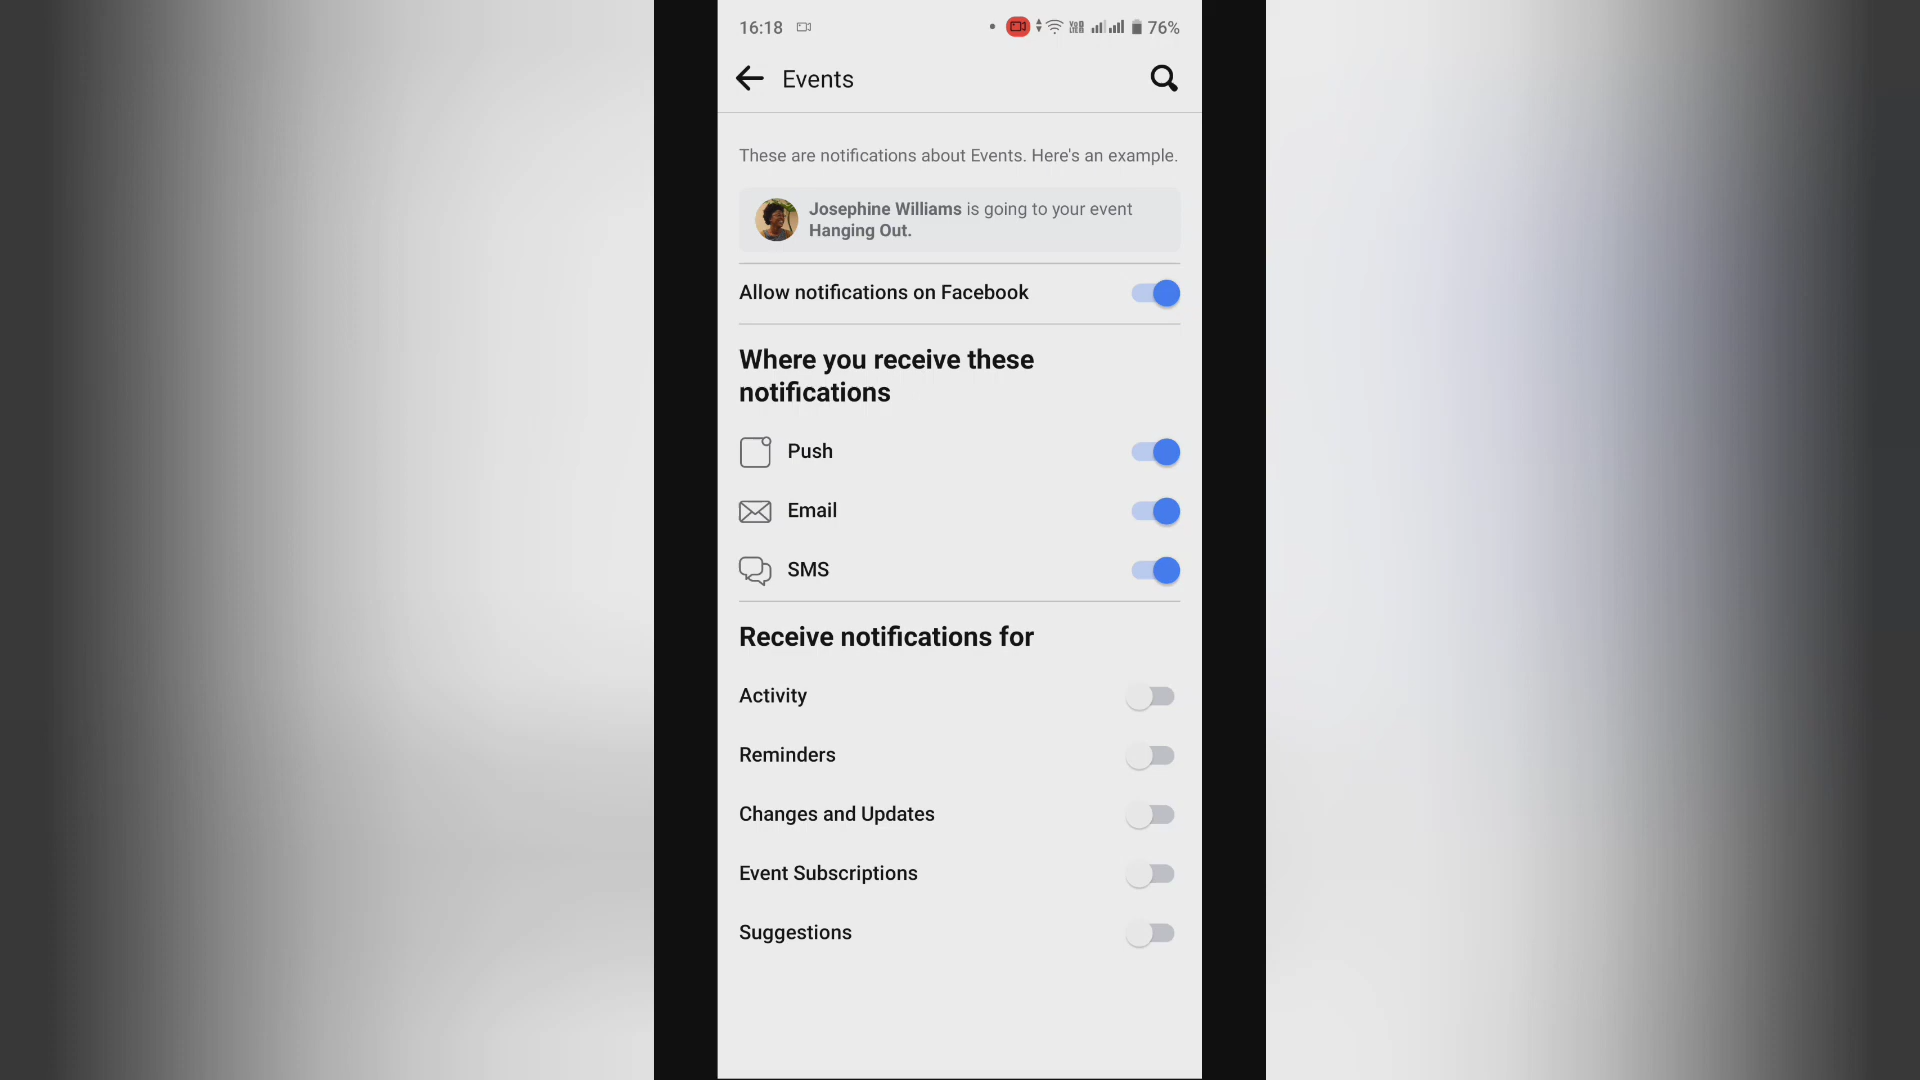 16:18
76%
Events
These are notifications about Events. Here's an example.
Josephine Williams is going to your event
Hanging Out.
Allow notifications on Facebook
Where you receive these
notifications
Push
Email
SMS
Receive notifications for
Activity
Reminders
Changes and Updates
Event Subscriptions
Suggestions